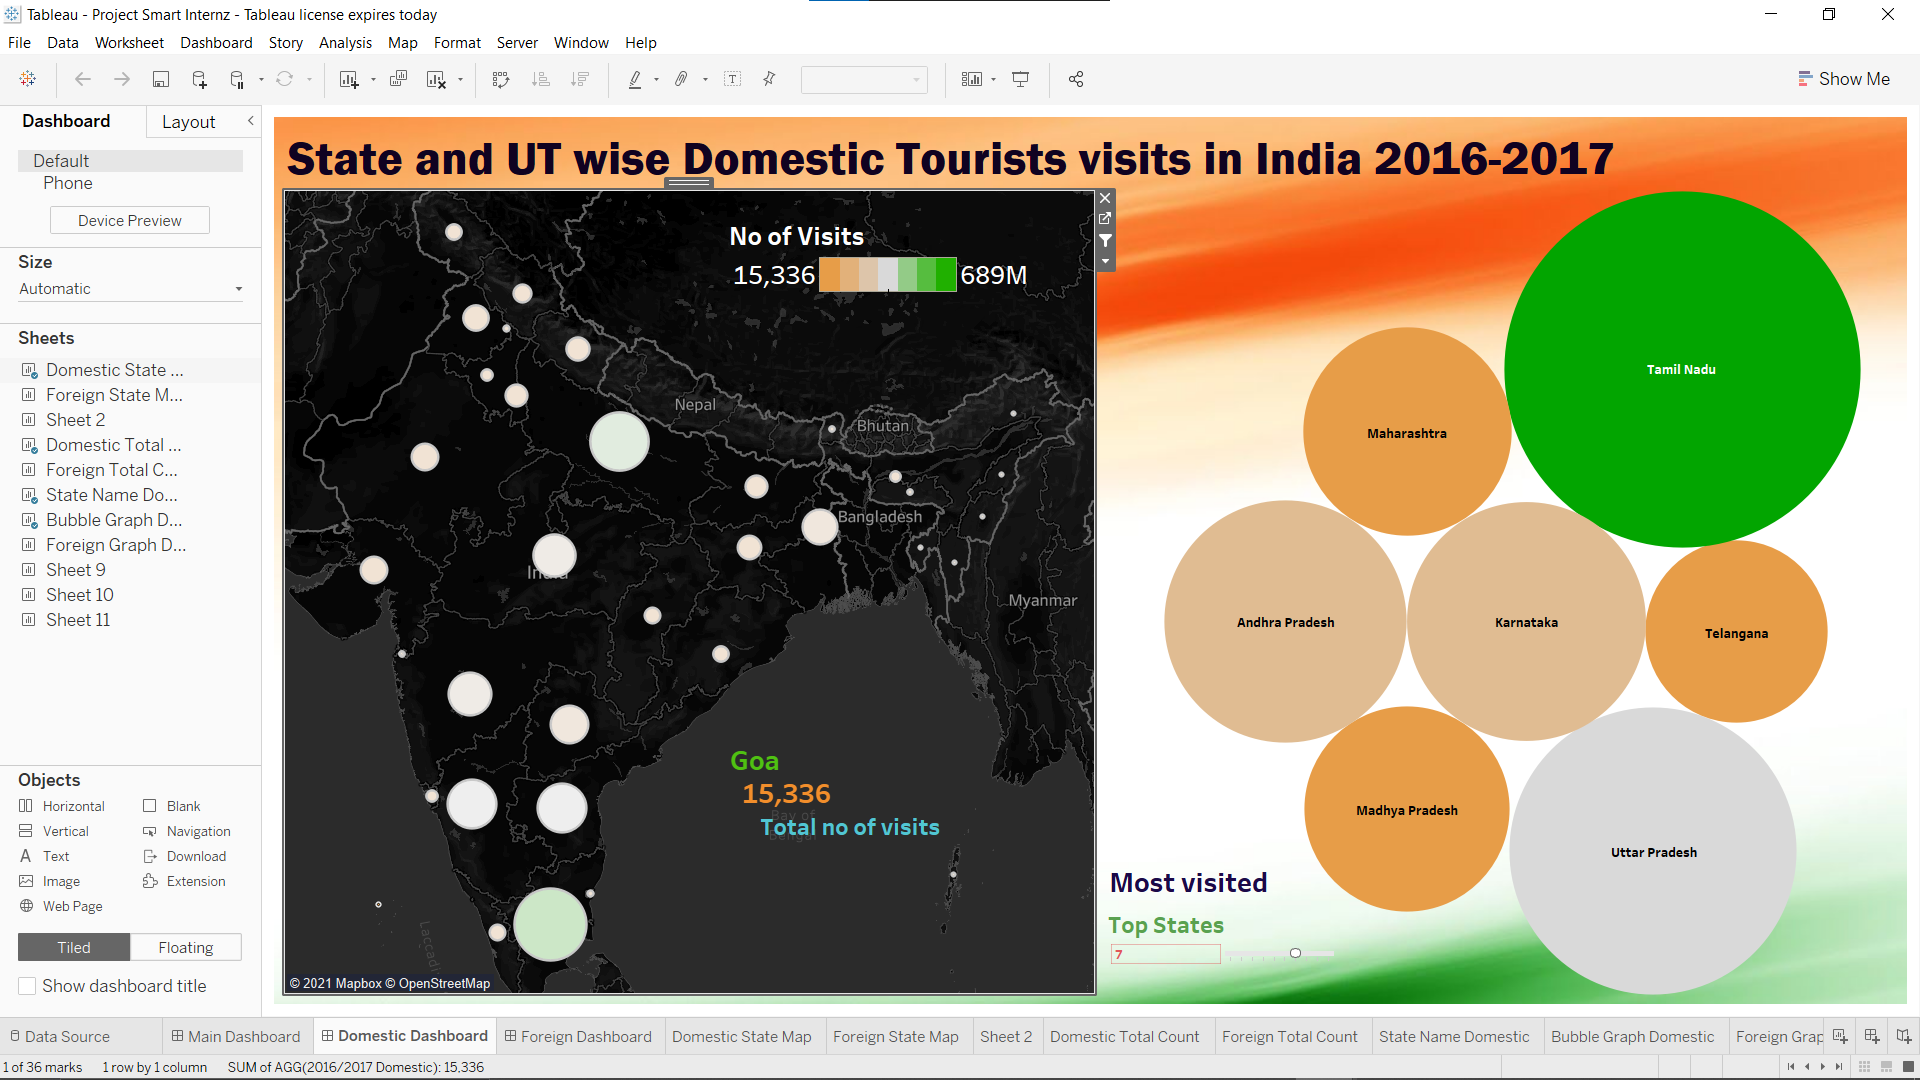 Tableau - Project Smart Internz - Tableau license expires today
File Data Worksheet Dashboard Story Analysis Map Format Server Window Help
Show Me
Dashboard Layout
Default
Phone
Device Preview
Size
Automatic
Sheets
Domestic State ...
Foreign State M...
Sheet 2
Domestic Total ...
Foreign Total C...
State Name Do...
Bubble Graph D...
Foreign Graph D...
Sheet 9
Sheet 10
Sheet 11
Objects
Horizontal Blank
Vertical Navigation
Text Download
Image Extension
Web Page
Tiled Floating
Show dashboard title
State and UT wise Domestic Tourists visits in India 2016-2017
No of Visits
15,336 689M
Nepal
Bhutan
Bangladesh
India
Myanmar
Goa
15,336
Bay of
Bengal
Total no of visits
© 2021 Mapbox © OpenStreetMap
Tamil Nadu
Maharashtra
Andhra Pradesh
Karnataka
Telangana
Madhya Pradesh
Uttar Pradesh
Most visited
Top States
7
Data Source Main Dashboard Domestic Dashboard Foreign Dashboard Domestic State Map Foreign State Map Sheet 2 Domestic Total Count Foreign Total Count State Name Domestic Bubble Graph Domestic Foreign Grap
1 of 36 marks 1 row by 1 column SUM of AGG(2016/2017 Domestic): 15,336